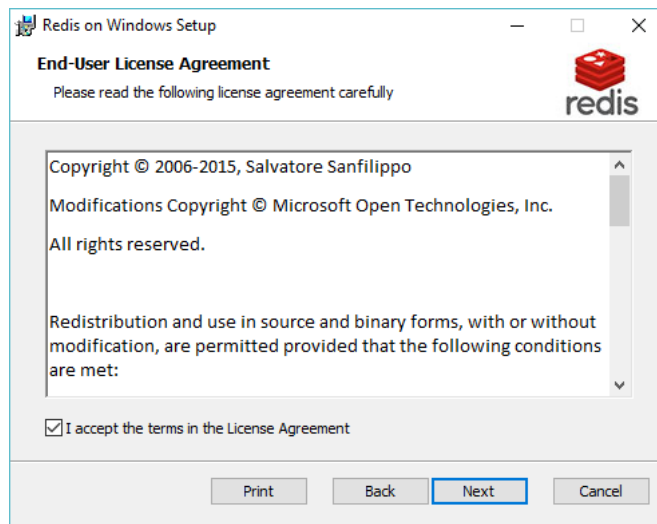 Redis on Windows Setup
End-User License Agreement
Please read the following license agreement carefully
redis
Copyright © 2006-2015, Salvatore Sanfilippo
Modifications Copyright © Microsoft Open Technologies, Inc.
All rights reserved.
Redistribution and use in source and binary forms, with or without
modification, are permitted provided that the following conditions
are met:
I accept the terms in the License Agreement
Print Back Next Cancel